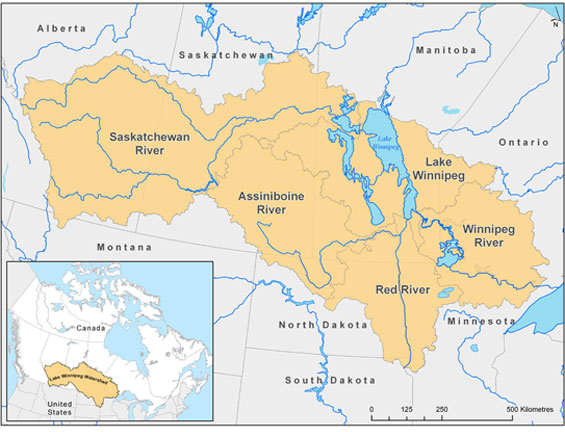 Alberta
Saskatchewan
Manitoba
N
Saskatchewan
River
Lake
Winnipeg
Ontario
Lake
Winnipeg
Assiniboine
River
Winnipeg
River
Montana
Red River
North Dakota
Minnesota
South Dakota
Canada
Lake Winnipeg Watershed
United
States
0 125 250 500 Kilometres